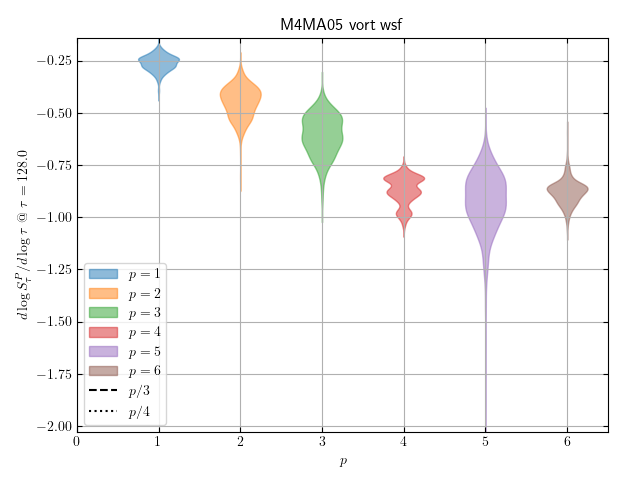 M4MA05 vort wsf
d log S_τ^P / d log τ @ τ = 128.0
−0.25
−0.50
−0.75
−1.00
−1.25
−1.50
−1.75
−2.00
p = 1
p = 2
p = 3
p = 4
p = 5
p = 6
p/3
p/4
0 1 2 3 4 5 6
p